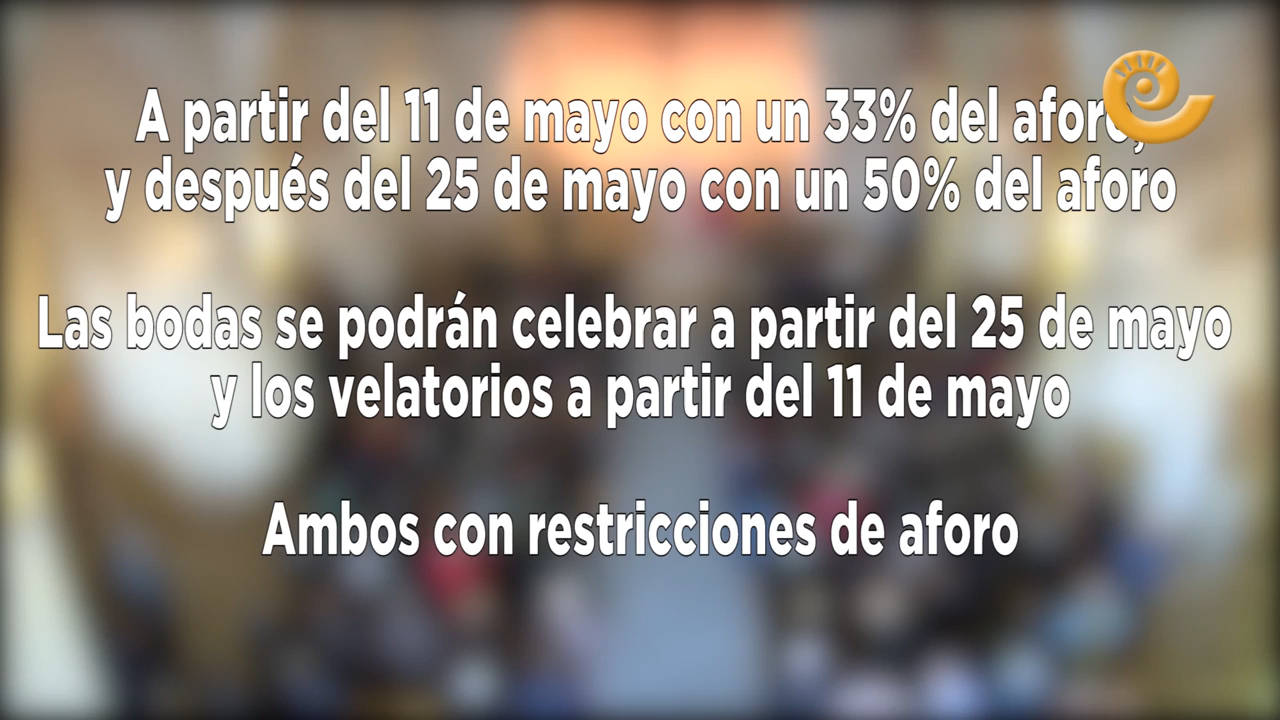 A partir del 11 de mayo con un 33% del aforo,
y después del 25 de mayo con un 50% del aforo
Las bodas se podrán celebrar a partir del 25 de mayo
y los velatorios a partir del 11 de mayo
Ambos con restricciones de aforo